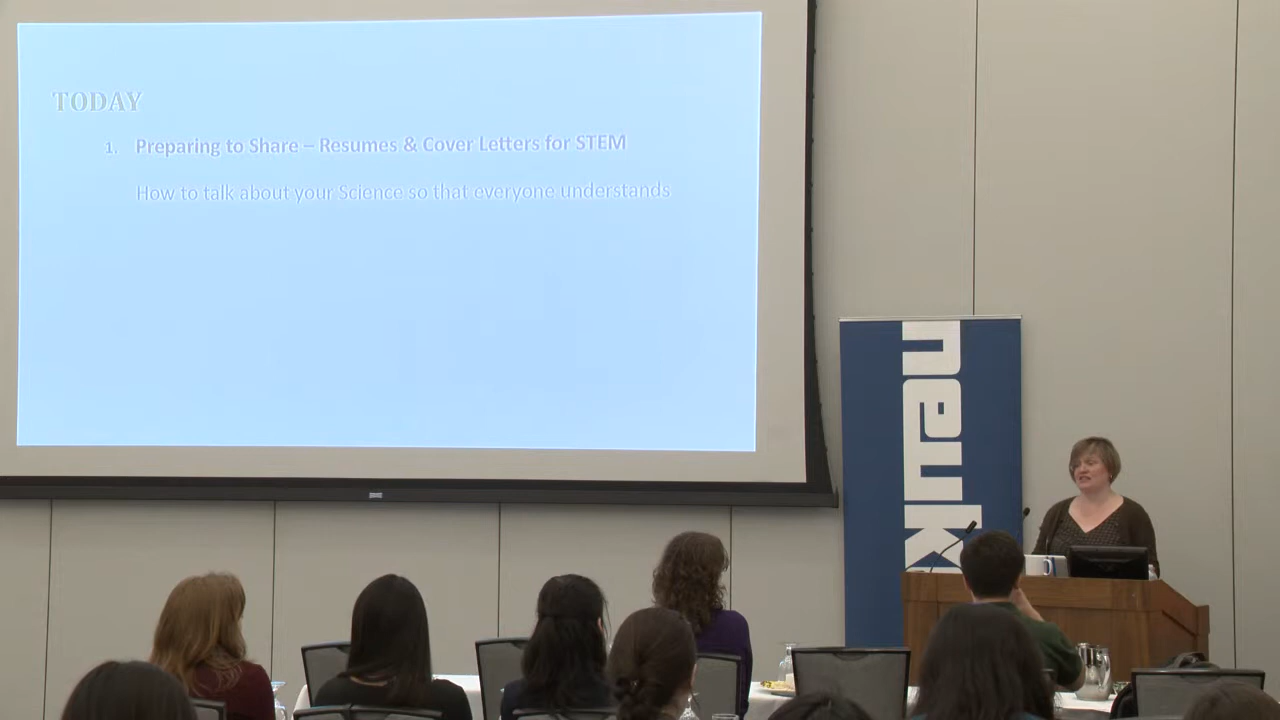 TODAY
1. Preparing to Share – Resumes & Cover Letters for STEM
How to talk about your Science so that everyone understands
neuk